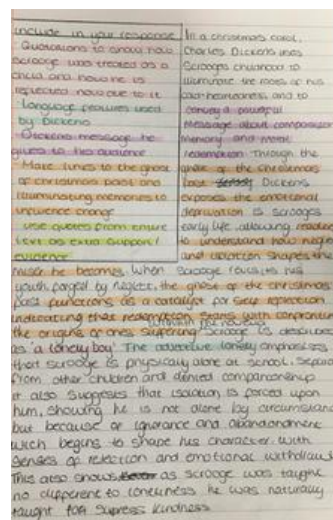 include in your response
· Quotations to show how
scrooge was treated as a
child and how he is
reflected now due to it
· Language features used
by Dickens
· Dickens message he
gives to his audience
· Make links to the ghost
of christmas past and
illuminating memories to
influence change
· use quotes from entire
text as extra support/
evidence
In a christmas carol,
Charles Dickens uses
Scrooges childhood to
illuminate the roots of his
cold-heartedness and to
convey a powerful
message about compassion
memory and moral
redemption. Through the
ghost of the christmas
past Dickens
exposes the emotional
deprivation is scrooges
early life, allowing readers
to understand how neglect
and isolation shapes the
miser he becomes. When scrooge revisits his
youth forged by neglect, the ghost of the christmas
past functions as a catalyst for self reflection
indicating that redemption starts with confronting
the origins of ones suffering. Scrooge is described
within the novella
as 'a lonely boy' The adjective lonely emphasises
that scrooge is physically alone at school. Separ
from other children and denied companionship
it also suggests that isolation is forced upon
him, showing he is not alone by circumstance
but because of ignorance and abandonment
wich begins to shape his character. with
senses of rejection and emotional withdrawl
This also shows as scrooge was taught
no different to loneliness he was naturally
taught to supress kindness